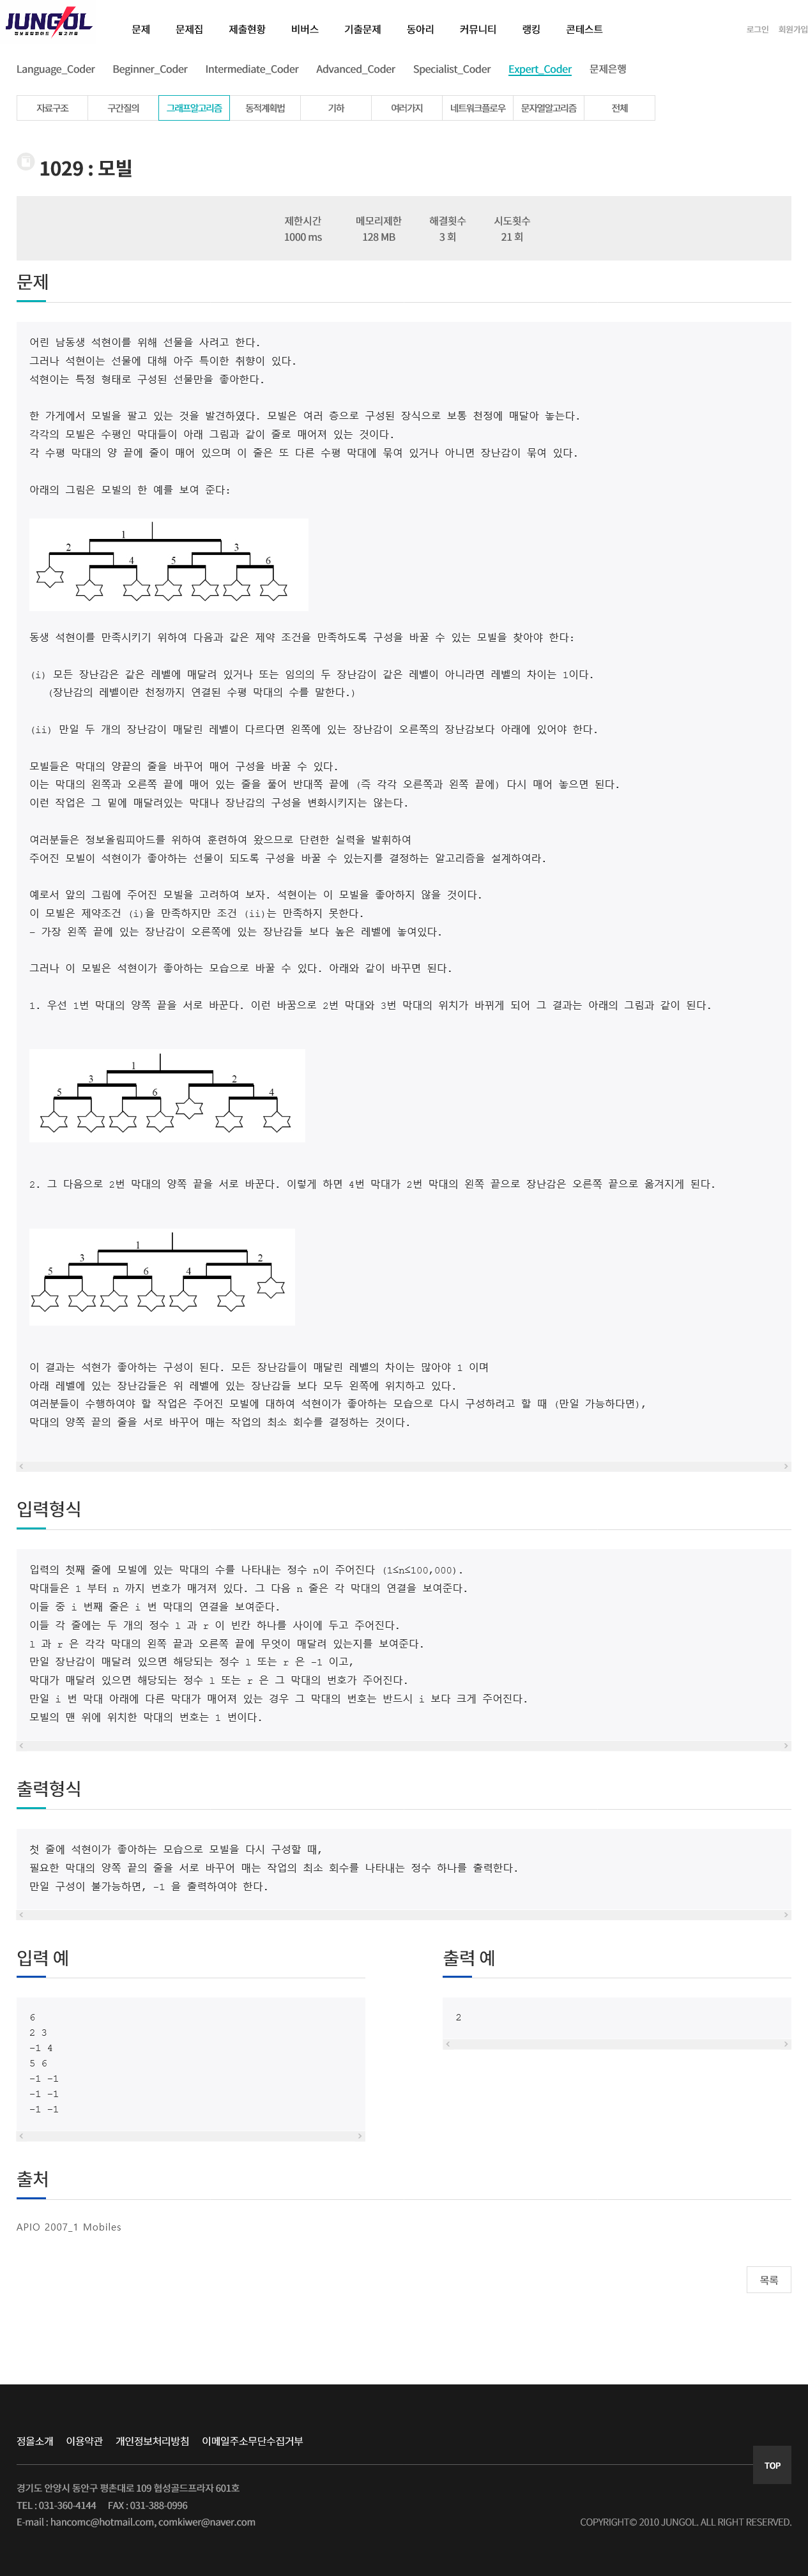 JUNGOL
정보올림피아드 & 알고리즘
문제 문제집 제출현황 비버스 기출문제 동아리 커뮤니티 랭킹 콘테스트
로그인 회원가입
Language_Coder Beginner_Coder Intermediate_Coder Advanced_Coder Specialist_Coder Expert_Coder 문제은행
자료구조 구간질의 그래프알고리즘 동적계획법 기하 여러가지 네트워크플로우 문자열알고리즘 전체
1029 : 모빌
제한시간 메모리제한 해결횟수 시도횟수
1000 ms 128 MB 3 회 21 회
문제
어린 남동생 석현이를 위해 선물을 사려고 한다.
그러나 석현이는 선물에 대해 아주 특이한 취향이 있다.
석현이는 특정 형태로 구성된 선물만을 좋아한다.
한 가게에서 모빌을 팔고 있는 것을 발견하였다. 모빌은 여러 층으로 구성된 장식으로 보통 천정에 매달아 놓는다.
각각의 모빌은 수평인 막대들이 아래 그림과 같이 줄로 매어져 있는 것이다.
각 수평 막대의 양 끝에 줄이 매어 있으며 이 줄은 또 다른 수평 막대에 묶여 있거나 아니면 장난감이 묶여 있다.
아래의 그림은 모빌의 한 예를 보여 준다:
1
2 3
4 5 6
동생 석현이를 만족시키기 위하여 다음과 같은 제약 조건을 만족하도록 구성을 바꿀 수 있는 모빌을 찾아야 한다:
(i) 모든 장난감은 같은 레벨에 매달려 있거나 또는 임의의 두 장난감이 같은 레벨이 아니라면 레벨의 차이는 1이다.
(장난감의 레벨이란 천정까지 연결된 수평 막대의 수를 말한다.)
(ii) 만일 두 개의 장난감이 매달린 레벨이 다르다면 왼쪽에 있는 장난감이 오른쪽의 장난감보다 아래에 있어야 한다.
모빌들은 막대의 양끝의 줄을 바꾸어 매어 구성을 바꿀 수 있다.
이는 막대의 왼쪽과 오른쪽 끝에 매어 있는 줄을 풀어 반대쪽 끝에 (즉 각각 오른쪽과 왼쪽 끝에) 다시 매어 놓으면 된다.
이런 작업은 그 밑에 매달려있는 막대나 장난감의 구성을 변화시키지는 않는다.
여러분들은 정보올림피아드를 위하여 훈련하여 왔으므로 단련한 실력을 발휘하여
주어진 모빌이 석현이가 좋아하는 선물이 되도록 구성을 바꿀 수 있는지를 결정하는 알고리즘을 설계하여라.
예로서 앞의 그림에 주어진 모빌을 고려하여 보자. 석현이는 이 모빌을 좋아하지 않을 것이다.
이 모빌은 제약조건 (i)을 만족하지만 조건 (ii)는 만족하지 못한다.
- 가장 왼쪽 끝에 있는 장난감이 오른쪽에 있는 장난감들 보다 높은 레벨에 놓여있다.
그러나 이 모빌은 석현이가 좋아하는 모습으로 바꿀 수 있다. 아래와 같이 바꾸면 된다.
1. 우선 1번 막대의 양쪽 끝을 서로 바꾼다. 이런 바꿈으로 2번 막대와 3번 막대의 위치가 바뀌게 되어 그 결과는 아래의 그림과 같이 된다.
1
3 2
5 6 4
2. 그 다음으로 2번 막대의 양쪽 끝을 서로 바꾼다. 이렇게 하면 4번 막대가 2번 막대의 왼쪽 끝으로 장난감은 오른쪽 끝으로 옮겨지게 된다.
1
3 2
5 6 4
이 결과는 석현가 좋아하는 구성이 된다. 모든 장난감들이 매달린 레벨의 차이는 많아야 1 이며
아래 레벨에 있는 장난감들은 위 레벨에 있는 장난감들 보다 모두 왼쪽에 위치하고 있다.
여러분들이 수행하여야 할 작업은 주어진 모빌에 대하여 석현이가 좋아하는 모습으로 다시 구성하려고 할 때 (만일 가능하다면),
막대의 양쪽 끝의 줄을 서로 바꾸어 매는 작업의 최소 회수를 결정하는 것이다.
입력형식
입력의 첫째 줄에 모빌에 있는 막대의 수를 나타내는 정수 n이 주어진다 (1≤n≤100,000).
막대들은 1 부터 n 까지 번호가 매겨져 있다. 그 다음 n 줄은 각 막대의 연결을 보여준다.
이들 중 i 번째 줄은 i 번 막대의 연결을 보여준다.
이들 각 줄에는 두 개의 정수 l 과 r 이 빈칸 하나를 사이에 두고 주어진다.
l 과 r 은 각각 막대의 왼쪽 끝과 오른쪽 끝에 무엇이 매달려 있는지를 보여준다.
만일 장난감이 매달려 있으면 해당되는 정수 l 또는 r 은 -1 이고,
막대가 매달려 있으면 해당되는 정수 l 또는 r 은 그 막대의 번호가 주어진다.
만일 i 번 막대 아래에 다른 막대가 매어져 있는 경우 그 막대의 번호는 반드시 i 보다 크게 주어진다.
모빌의 맨 위에 위치한 막대의 번호는 1 번이다.
출력형식
첫 줄에 석현이가 좋아하는 모습으로 모빌을 다시 구성할 때,
필요한 막대의 양쪽 끝의 줄을 서로 바꾸어 매는 작업의 최소 회수를 나타내는 정수 하나를 출력한다.
만일 구성이 불가능하면, -1 을 출력하여야 한다.
입력 예
6
2 3
-1 4
5 6
-1 -1
-1 -1
-1 -1
출력 예
2
출처
APIO 2007_1 Mobiles
목록
정올소개 이용약관 개인정보처리방침 이메일주소무단수집거부
TOP
경기도 안양시 동안구 평촌대로 109 협성골드프라자 601호
TEL : 031-360-4144 FAX : 031-388-0996
E-mail : hancomc@hotmail.com, comkiwer@naver.com
COPYRIGHT© 2010 JUNGOL. ALL RIGHT RESERVED.